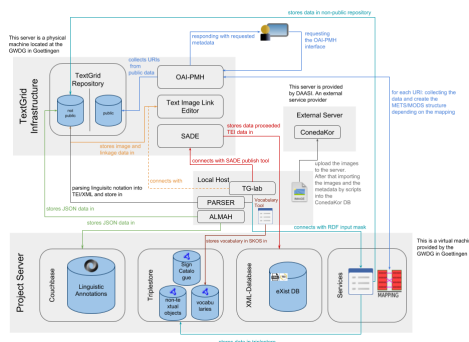 stores data in non-public repository
This server is a physical
machine located at the
GWDG in Goettingen
responding with requested
metadata
requesting
the OAI-PMH
interface
TextGrid
Infrastructure
TextGrid
Repository
not
public
public
collects URIs
from
public data
OAI-PMH
Text Image Link
Editor
SADE
for each URI: collecting
the data and create the
METS/MODS structure
depending on the mapping
This server is provided
by DAASI. An external
service provider
External Server
ConedaKor
stores image and
linkage data in
stores data proceeded
TEI data in
connects with SADE publish tool
upload the images
to the server.
After that importing
the images and
the metadata by scripts
into the
ConedaKor DB
Local Host
TG-lab
connects with
parsing linguistic notation into
TEI/XML and store in
PARSER
ALMAH
Vocabulary
Tool
stores JSON data in
stores JSON data in
stores vocabulary in SKOS in
connects with RDF input mask
This is a virtual machine
provided by the
GWDG in Goettingen
Project Server
Couchbase
Linguistic
Annotations
Triplestore
Sign
Catalo
gue
non-te
xtual
objects
vocabu
laries
XML-Database
eXist DB
Services
MAPPING